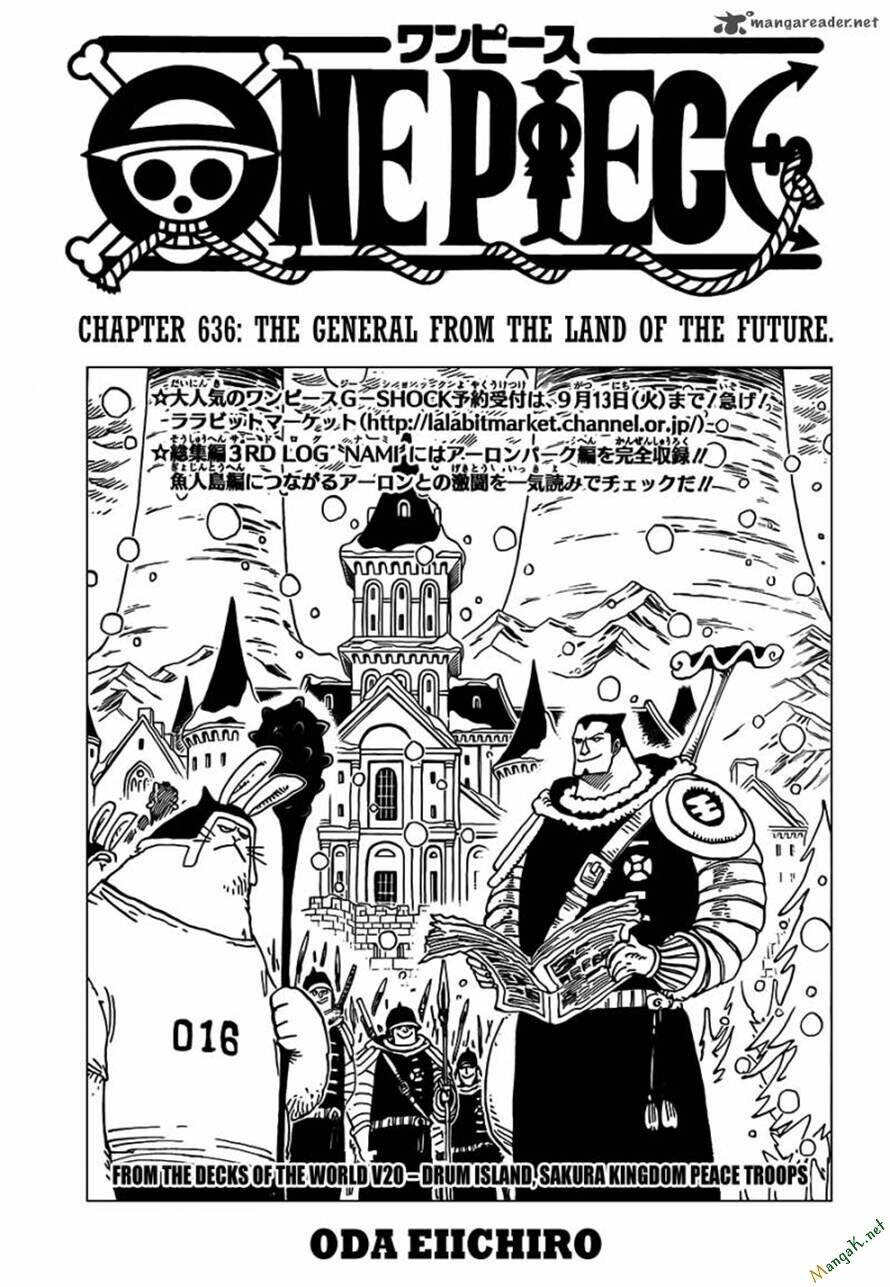 mangareader.net
ワンピース
ONE PIECE
CHAPTER 636: THE GENERAL FROM THE LAND OF THE FUTURE.
☆大人気のワンピースG-SHOCK予約受付は、9月13日(火)まで!急げ!
ララビットマーケット(http://lalabitmarket.channel.or.jp/)
☆総集編3RD LOG "NAMI"にはアーロンパーク編を完全収録!!
魚人島編につながるアーロンとの激闘を一気読みでチェックだ!!
016
FROM THE DECKS OF THE WORLD V20 – DRUM ISLAND, SAKURA KINGDOM PEACE TROOPS
ODA EIICHIRO
MangaK.net